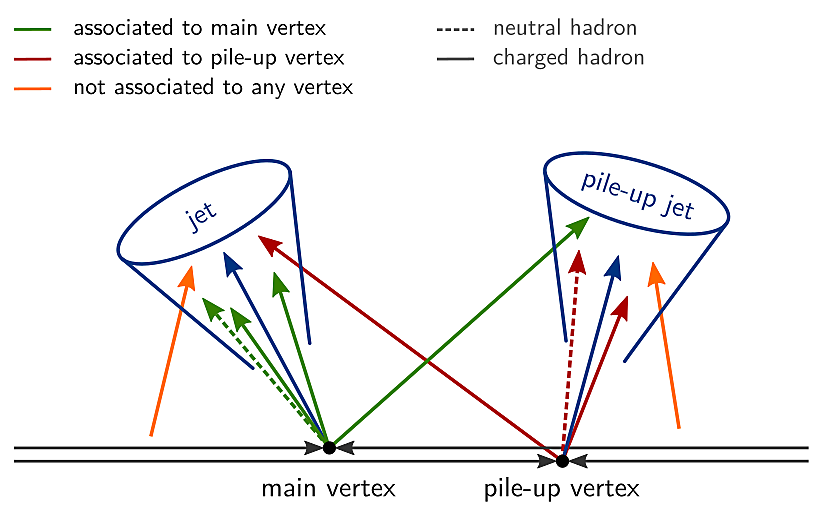 associated to main vertex
associated to pile-up vertex
not associated to any vertex
neutral hadron
charged hadron
jet
pile-up jet
main vertex
pile-up vertex